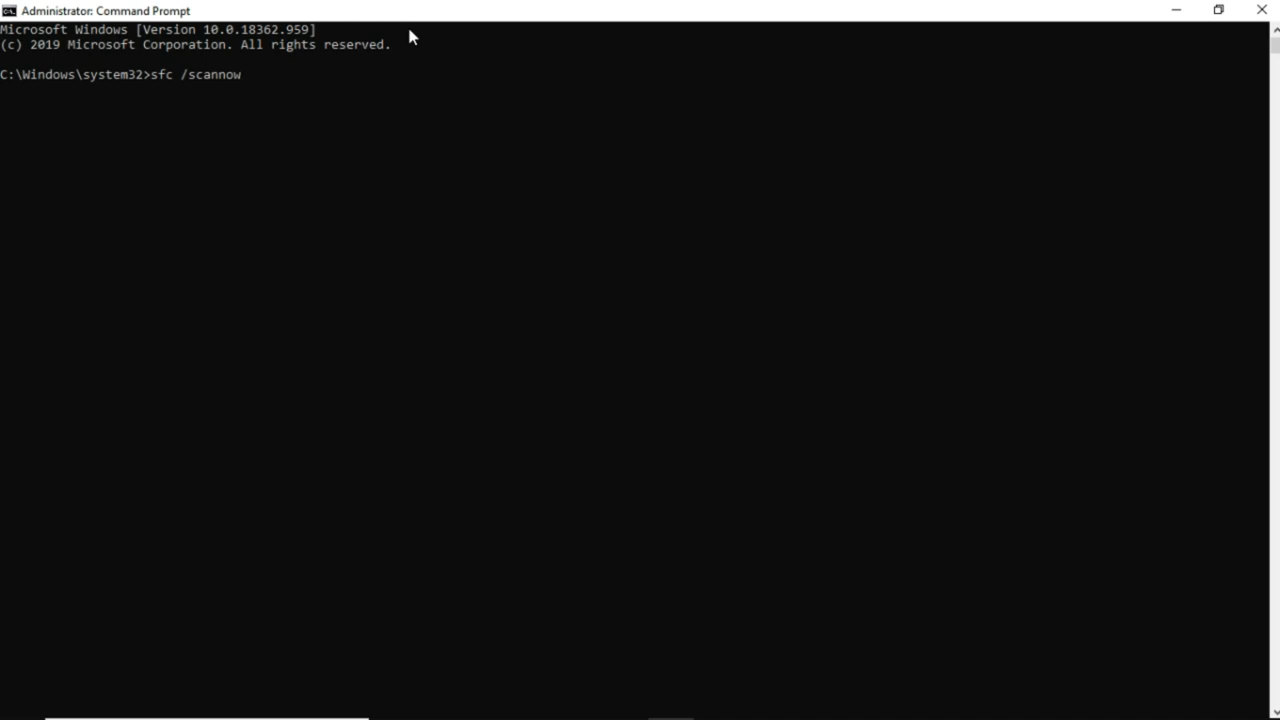 Administrator: Command Prompt
Microsoft Windows [Version 10.0.18362.959]
(c) 2019 Microsoft Corporation. All rights reserved.
C:\Windows\system32>sfc /scannow